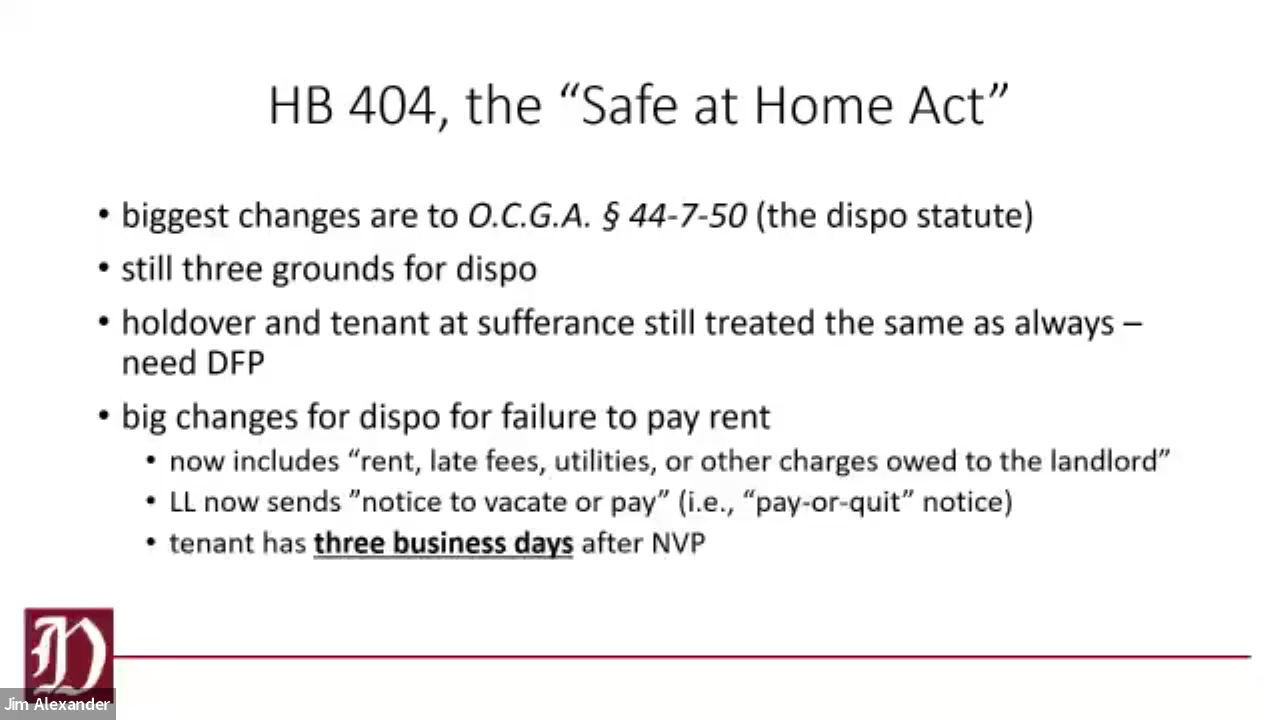 HB 404, the “Safe at Home Act”
• biggest changes are to O.C.G.A. § 44-7-50 (the dispo statute)
• still three grounds for dispo
• holdover and tenant at sufferance still treated the same as always –
need DFP
• big changes for dispo for failure to pay rent
• now includes “rent, late fees, utilities, or other charges owed to the landlord”
• LL now sends ”notice to vacate or pay” (i.e., “pay-or-quit” notice)
• tenant has three business days after NVP
D
Jim Alexander